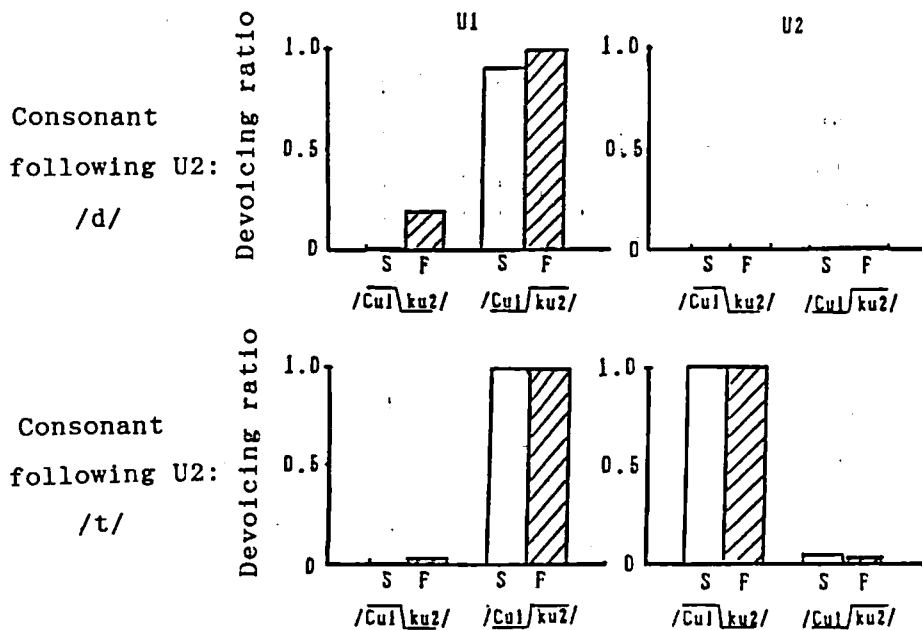 U1
U2
Consonant
following U2:
/d/
Devoicing ratio
1.0
0.5
0
S F S F
/Cu1 ku2/ /Cu1 ku2/
1.0
0.5
0
S F S F
/Cu1 ku2/ /Cu1 ku2/
Consonant
following U2:
/t/
Devoicing ratio
1.0
0.5
0
S F S F
/Cu1 ku2/ /Cu1 ku2/
1.0
0.5
0
S F S F
/Cu1 ku2/ /Cu1 ku2/